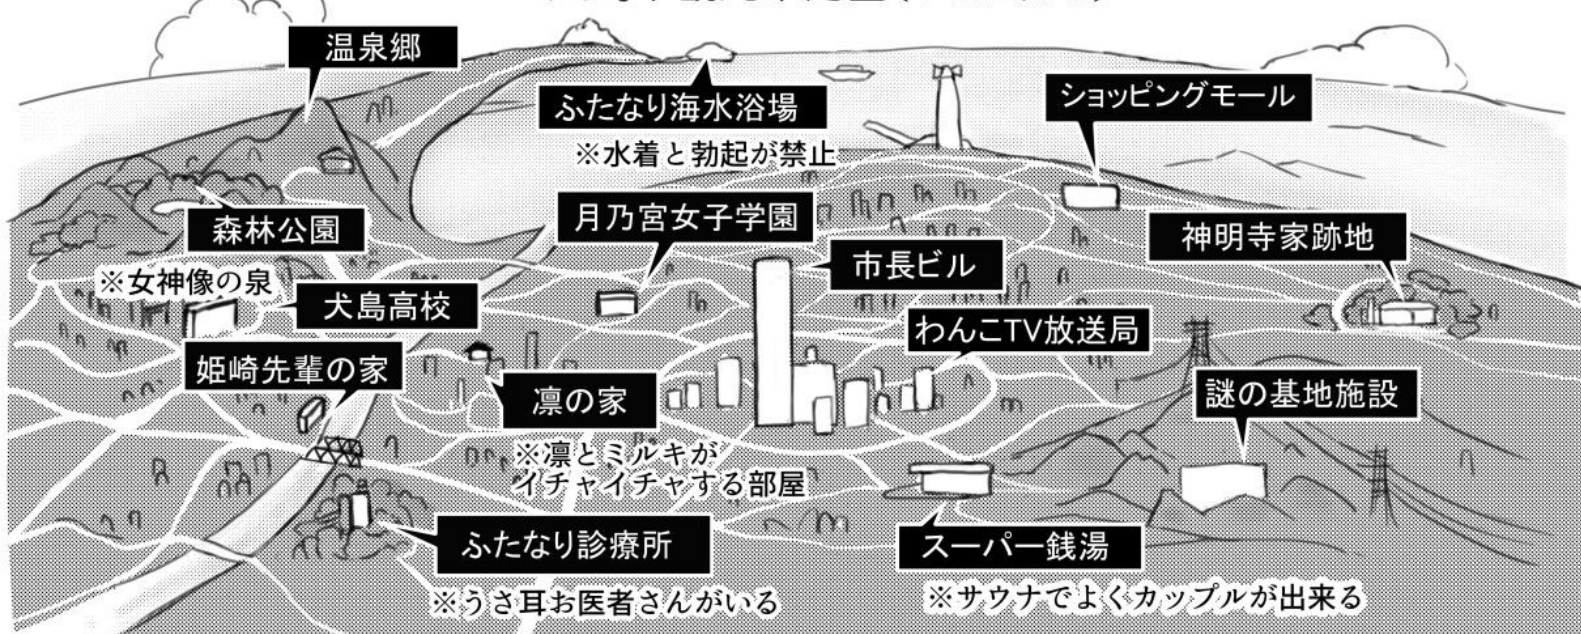 温泉郷
ふたなり海水浴場
※水着と勃起が禁止
ショッピングモール
森林公園
※女神像の泉
月乃宮女子学園
市長ビル
神明寺家跡地
犬島高校
わんこTV放送局
姫崎先輩の家
凛の家
※凛とミルキが
イチャイチャする部屋
謎の基地施設
ふたなり診療所
※うさ耳お医者さんがいる
スーパー銭湯
※サウナでよくカップルが出来る